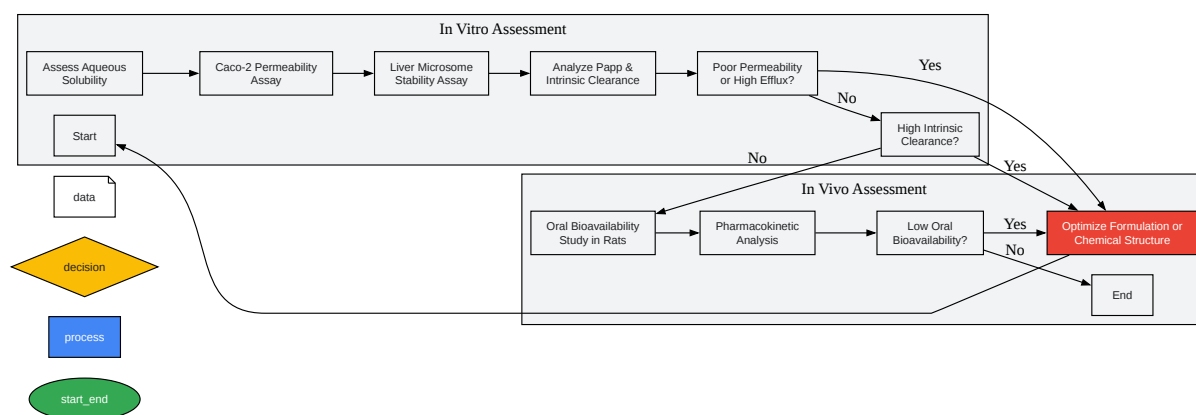 In Vitro Assessment
Assess Aqueous
Solubility
Caco-2 Permeability
Assay
Liver Microsome
Stability Assay
Analyze Papp &
Intrinsic Clearance
Poor Permeability
or High Efflux?
Yes
No
Start
High Intrinsic
Clearance?
No
Yes
data
In Vivo Assessment
Oral Bioavailability
Study in Rats
Pharmacokinetic
Analysis
Low Oral
Bioavailability?
Yes
Optimize Formulation or
Chemical Structure
No
decision
End
process
start_end